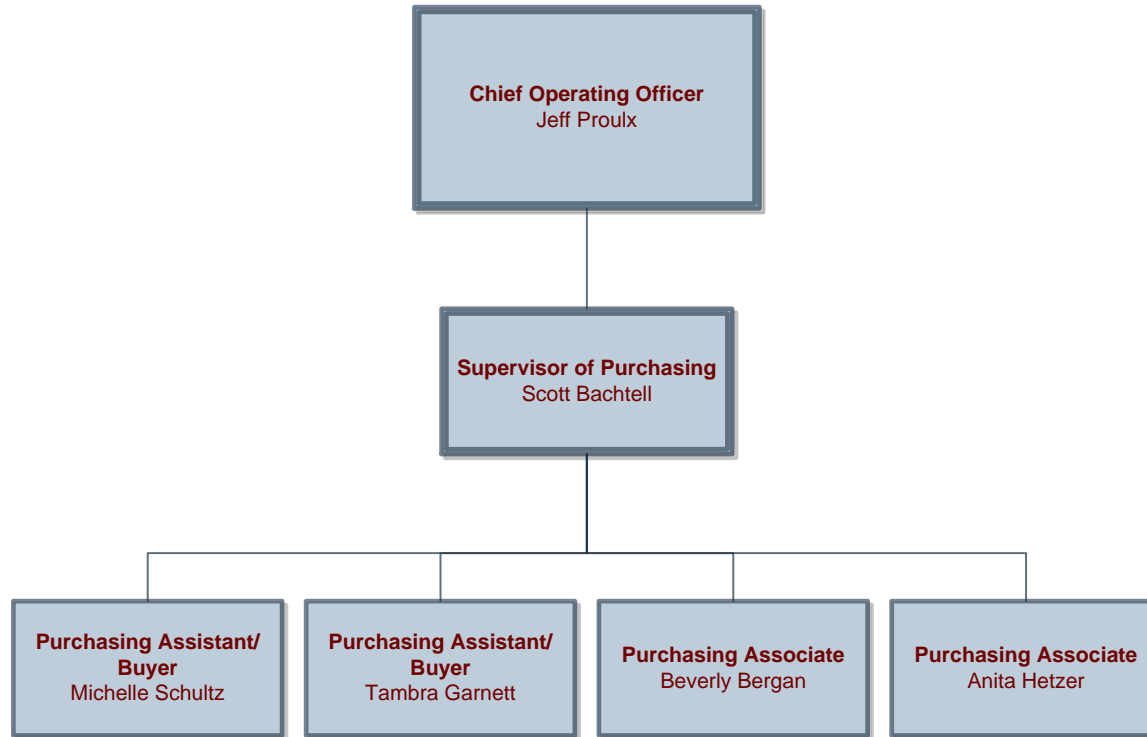 Chief Operating Officer
Jeff Proulx
Supervisor of Purchasing
Scott Bachtell
Purchasing Assistant/
Buyer
Michelle Schultz
Purchasing Assistant/
Buyer
Tambra Garnett
Purchasing Associate
Beverly Bergan
Purchasing Associate
Anita Hetzer